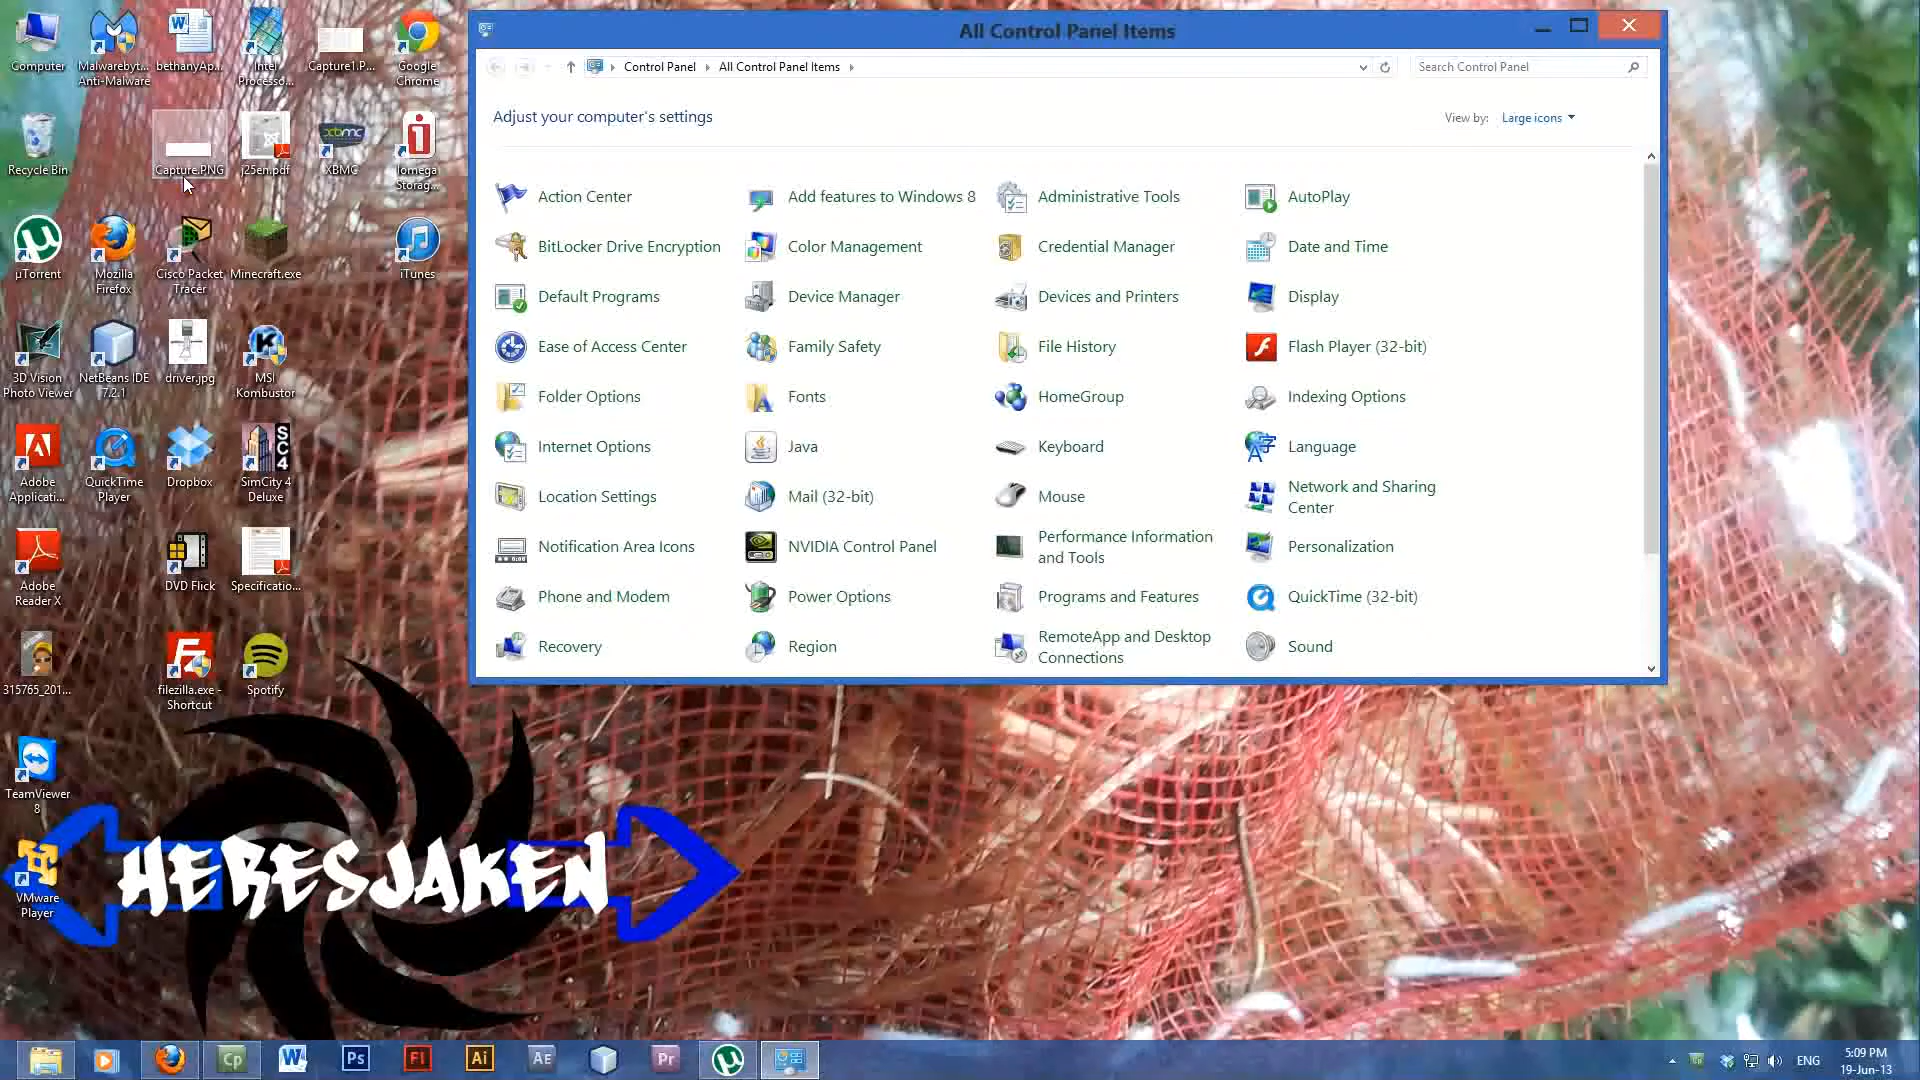 Computer
Malwarebyt...
Anti-Malware
bethanyAp...
Intel
Processo...
Capture1.P...
Google
Chrome
Recycle Bin
Capture.PNG
j25en.pdf
XBMC
Iomega
Storag...
µTorrent
Mozilla
Firefox
Cisco Packet
Tracer
Minecraft.exe
iTunes
3D Vision
Photo Viewer
NetBeans IDE
7.2.1
driver.jpg
MSI
Kombustor
Adobe
Applicati...
QuickTime
Player
Dropbox
SimCity 4
Deluxe
Adobe
Reader X
DVD Flick
Specificatio...
315765_201...
filezilla.exe -
Shortcut
Spotify
TeamViewer
8
VMware
Player
HERESJAKEN
All Control Panel Items
Control Panel
All Control Panel Items
Search Control Panel
Adjust your computer's settings
View by: Large icons
Action Center
Add features to Windows 8
Administrative Tools
AutoPlay
BitLocker Drive Encryption
Color Management
Credential Manager
Date and Time
Default Programs
Device Manager
Devices and Printers
Display
Ease of Access Center
Family Safety
File History
Flash Player (32-bit)
Folder Options
Fonts
HomeGroup
Indexing Options
Internet Options
Java
Keyboard
Language
Location Settings
Mail (32-bit)
Mouse
Network and Sharing
Center
Notification Area Icons
NVIDIA Control Panel
Performance Information
and Tools
Personalization
Phone and Modem
Power Options
Programs and Features
QuickTime (32-bit)
Recovery
Region
RemoteApp and Desktop
Connections
Sound
Cp
W
Ps
Fl
Ai
AE
Pr
ENG
5:09 PM
19-Jun-13